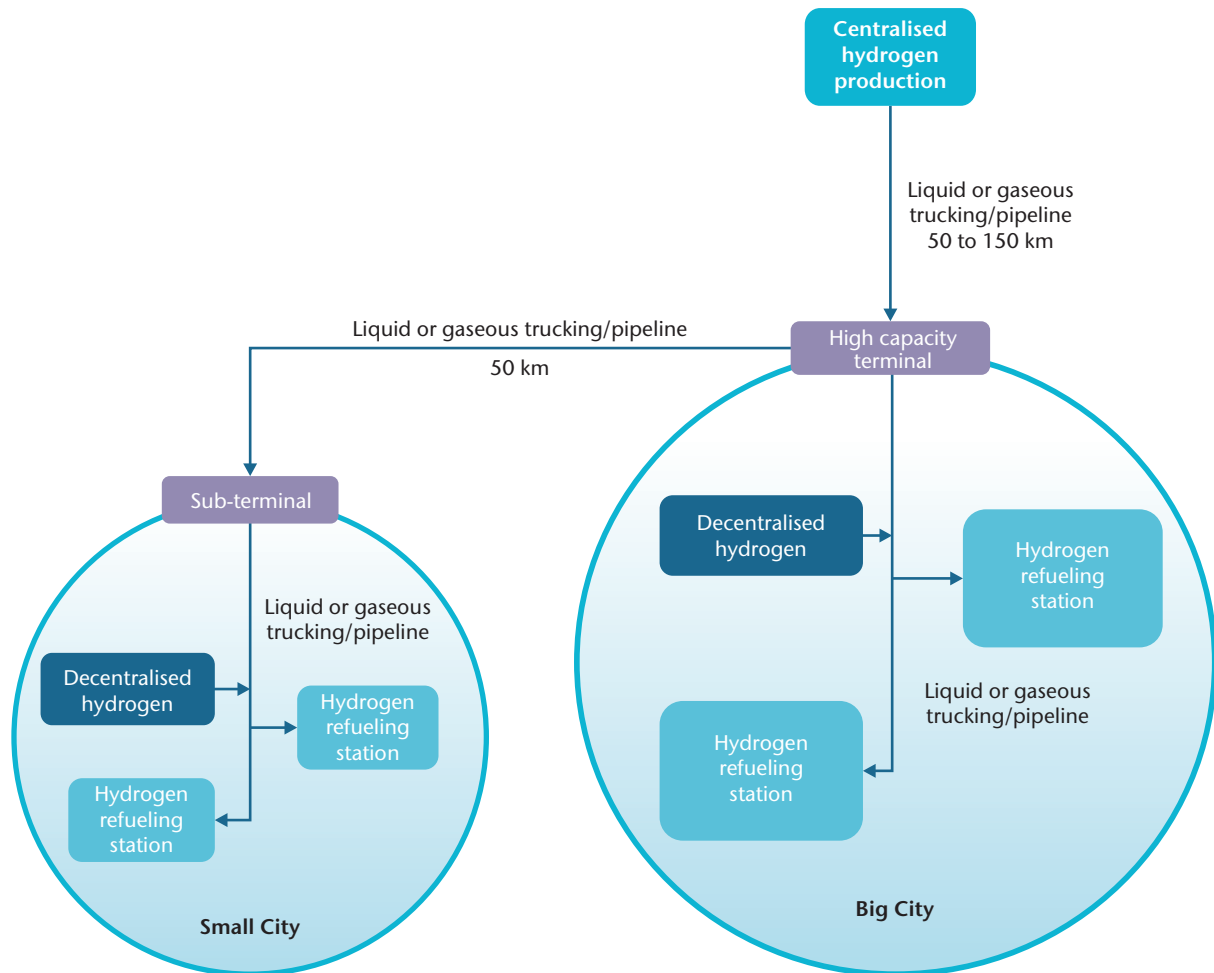 Centralised
hydrogen
production
Liquid or gaseous
trucking/pipeline
50 to 150 km
Liquid or gaseous trucking/pipeline
50 km
High capacity
terminal
Sub-terminal
Decentralised
hydrogen
Hydrogen
refueling
station
Liquid or gaseous
trucking/pipeline
Hydrogen
refueling
station
Big City
Liquid or gaseous
trucking/pipeline
Decentralised
hydrogen
Hydrogen
refueling
station
Hydrogen
refueling
station
Small City